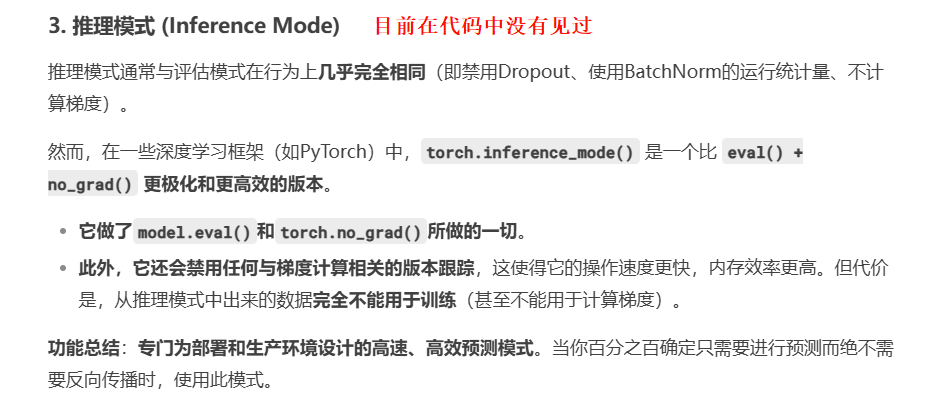 3. 推理模式 (Inference Mode) 目前在代码中没有见过
推理模式通常与评估模式在行为上几乎完全相同（即禁用Dropout、使用BatchNorm的运行统计量、不计
算梯度）。
然而，在一些深度学习框架（如PyTorch）中，torch.inference_mode() 是一个比 eval() +
no_grad() 更极化和更高效的版本。
• 它做了model.eval()和torch.no_grad()所做的一切。
• 此外，它还会禁用任何与梯度计算相关的版本跟踪，这使得它的操作速度更快，内存效率更高。但代价
是，从推理模式中出来的数据完全不能用于训练（甚至不能用于计算梯度）。
功能总结：专门为部署和生产环境设计的高速、高效预测模式。当你百分之百确定只需要进行预测而绝不需
要反向传播时，使用此模式。